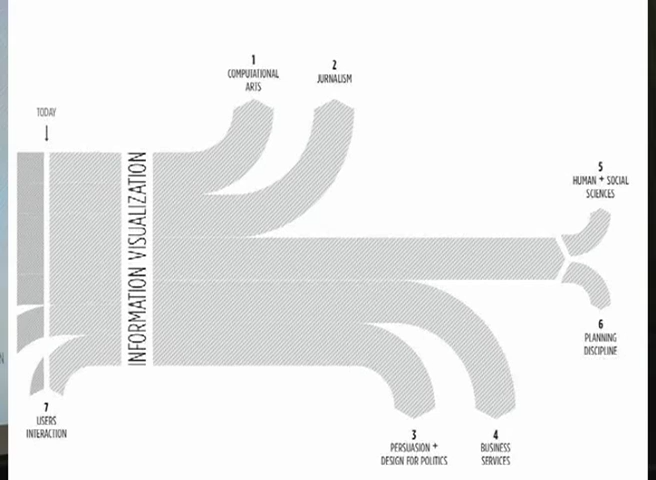 1
COMPUTATIONAL
ARTS
2
JURNALISM
TODAY
INFORMATION VISUALIZATION
5
HUMAN + SOCIAL
SCIENCES
6
PLANNING
DISCIPLINE
7
USERS
INTERACTION
3
PERSUASION +
DESIGN FOR POLITICS
4
BUSINESS
SERVICES
N